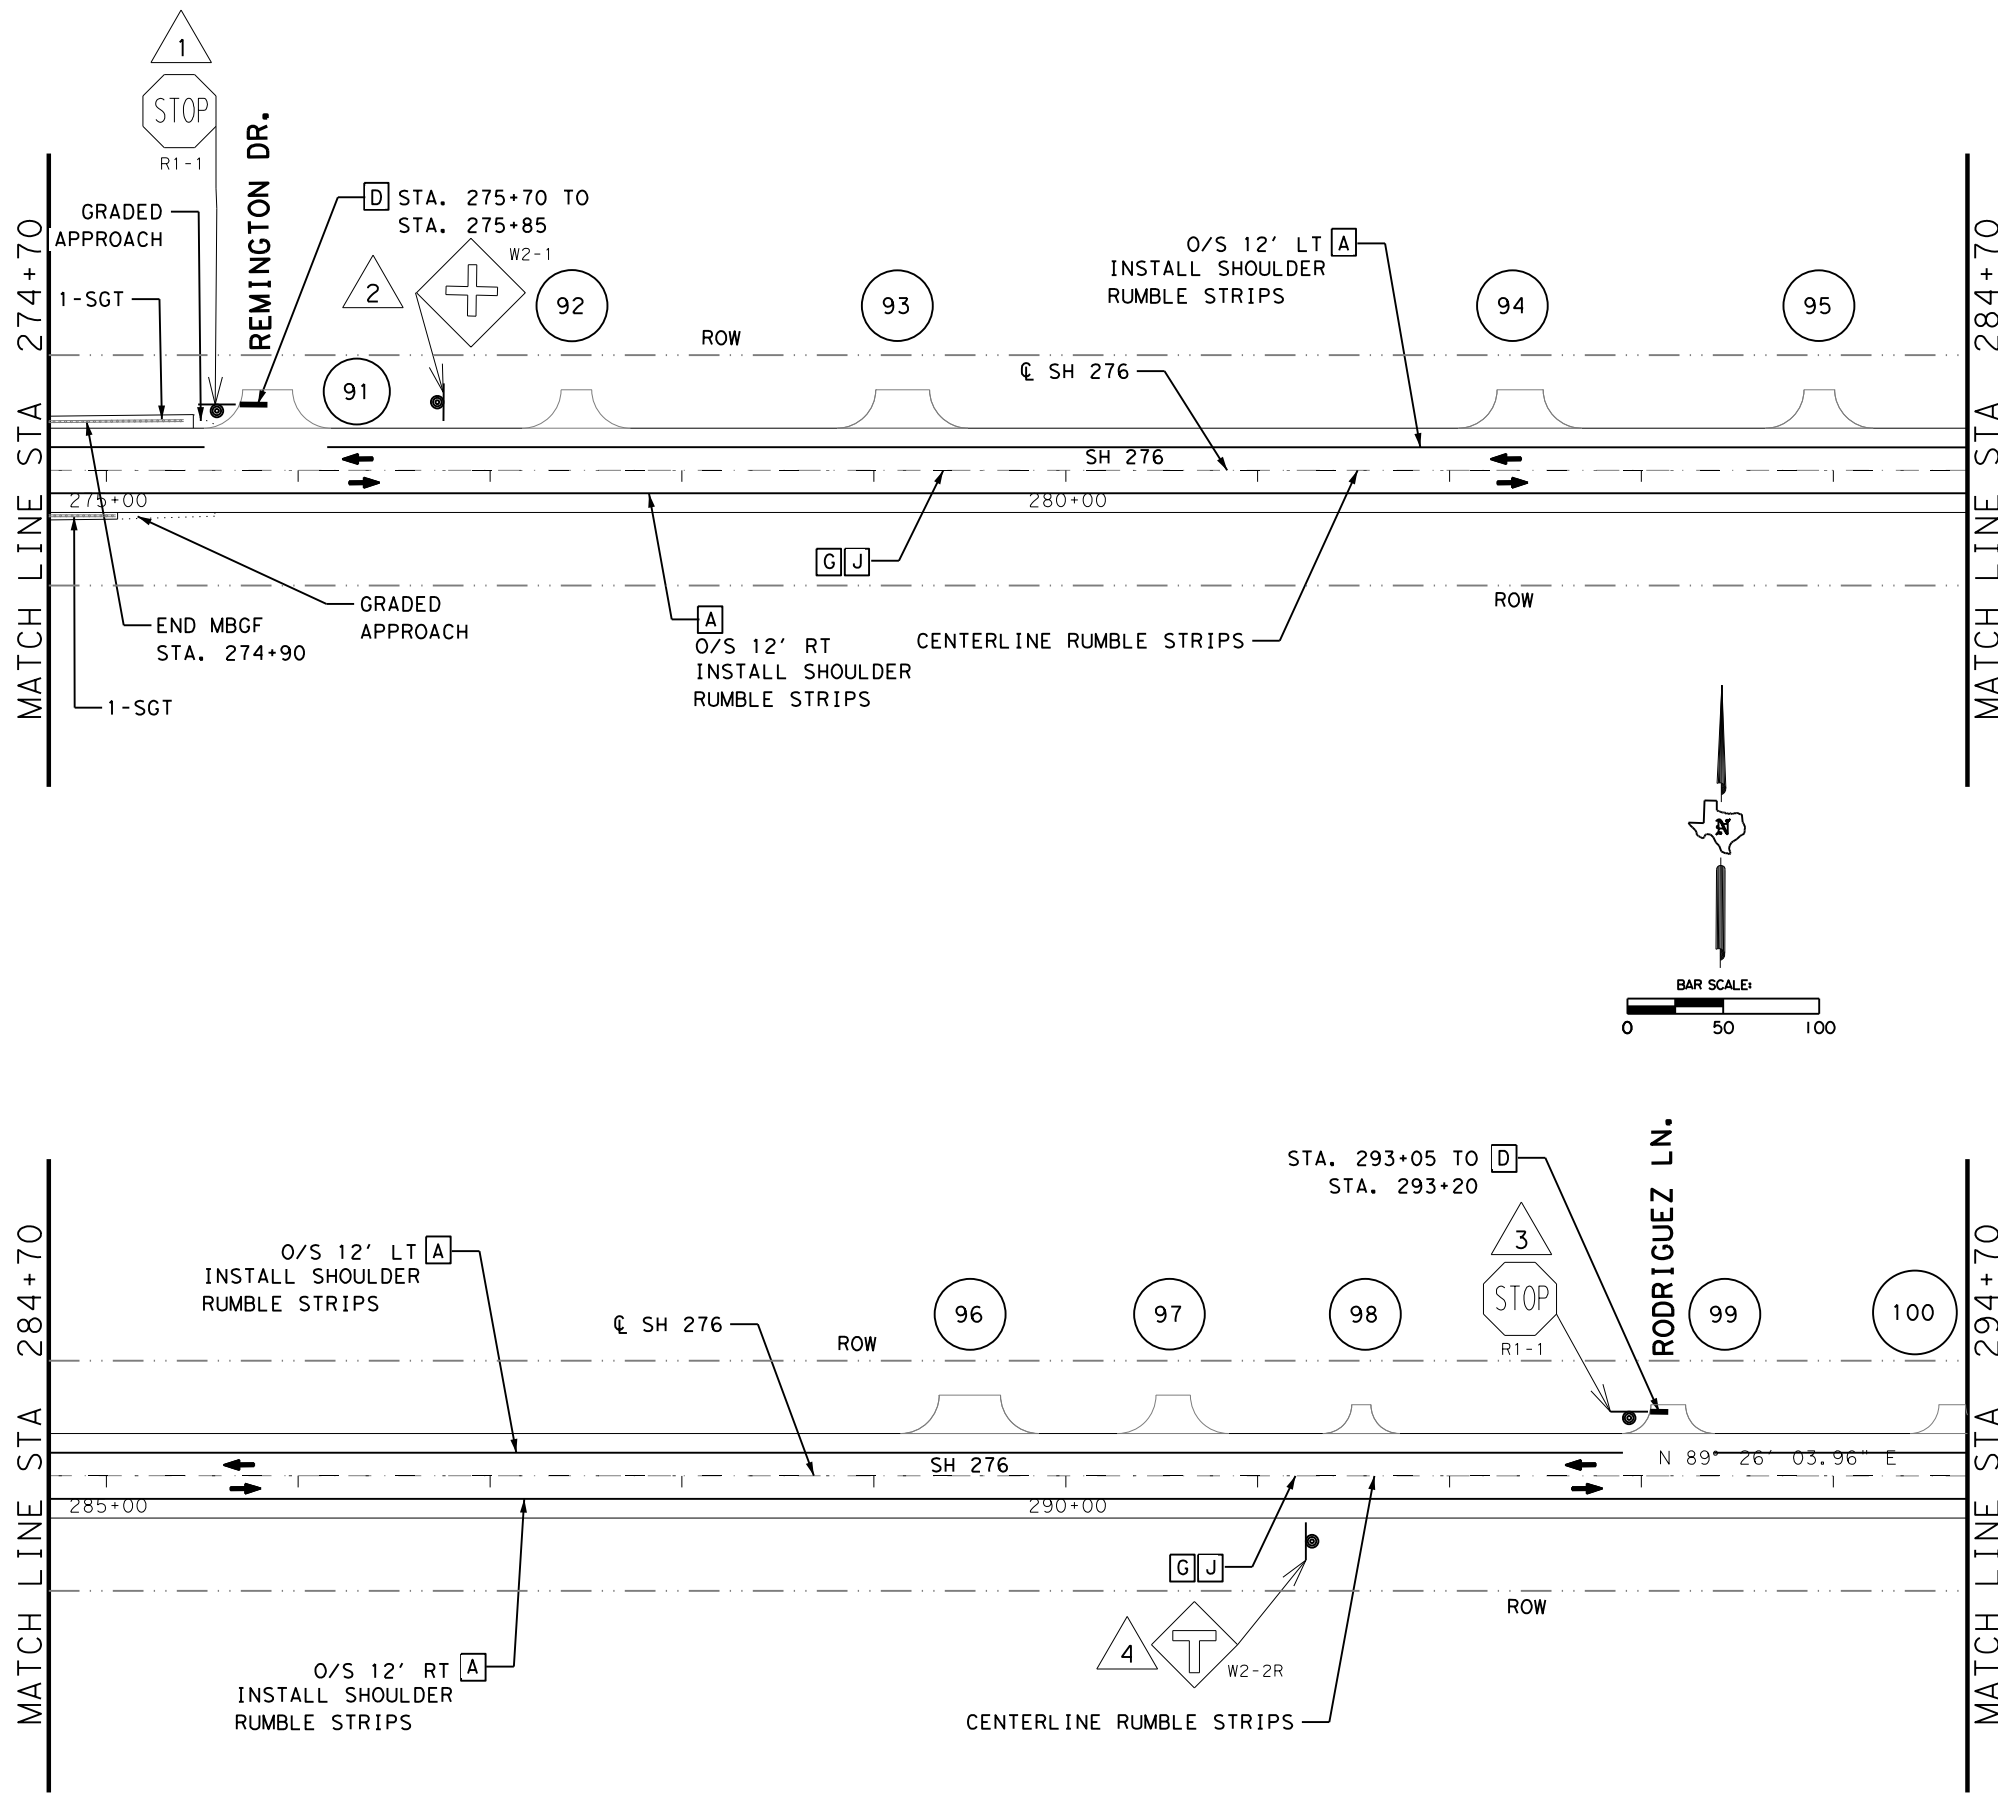 1
STOP
R1-1
REMINGTON DR.
GRADED
APPROACH
1-SGT
D STA. 275+70 TO
STA. 275+85
2
W2-1
91
92
93
94
95
O/S 12' LT A
INSTALL SHOULDER
RUMBLE STRIPS
ROW
℄ SH 276
SH 276
275+00
280+00
G J
A
O/S 12' RT
INSTALL SHOULDER
RUMBLE STRIPS
CENTERLINE RUMBLE STRIPS
ROW
GRADED
APPROACH
END MBGF
STA. 274+90
1-SGT
MATCH LINE STA 274+70
MATCH LINE STA 284+70
N
BAR SCALE:
0 50 100
STA. 293+05 TO D
STA. 293+20
RODRIGUEZ LN.
3
STOP
R1-1
O/S 12' LT A
INSTALL SHOULDER
RUMBLE STRIPS
℄ SH 276
ROW
96
97
98
99
100
SH 276
N 89° 26' 03.96" E
285+00
290+00
G J
4
W2-2R
ROW
O/S 12' RT A
INSTALL SHOULDER
RUMBLE STRIPS
CENTERLINE RUMBLE STRIPS
MATCH LINE STA 284+70
MATCH LINE STA 294+70